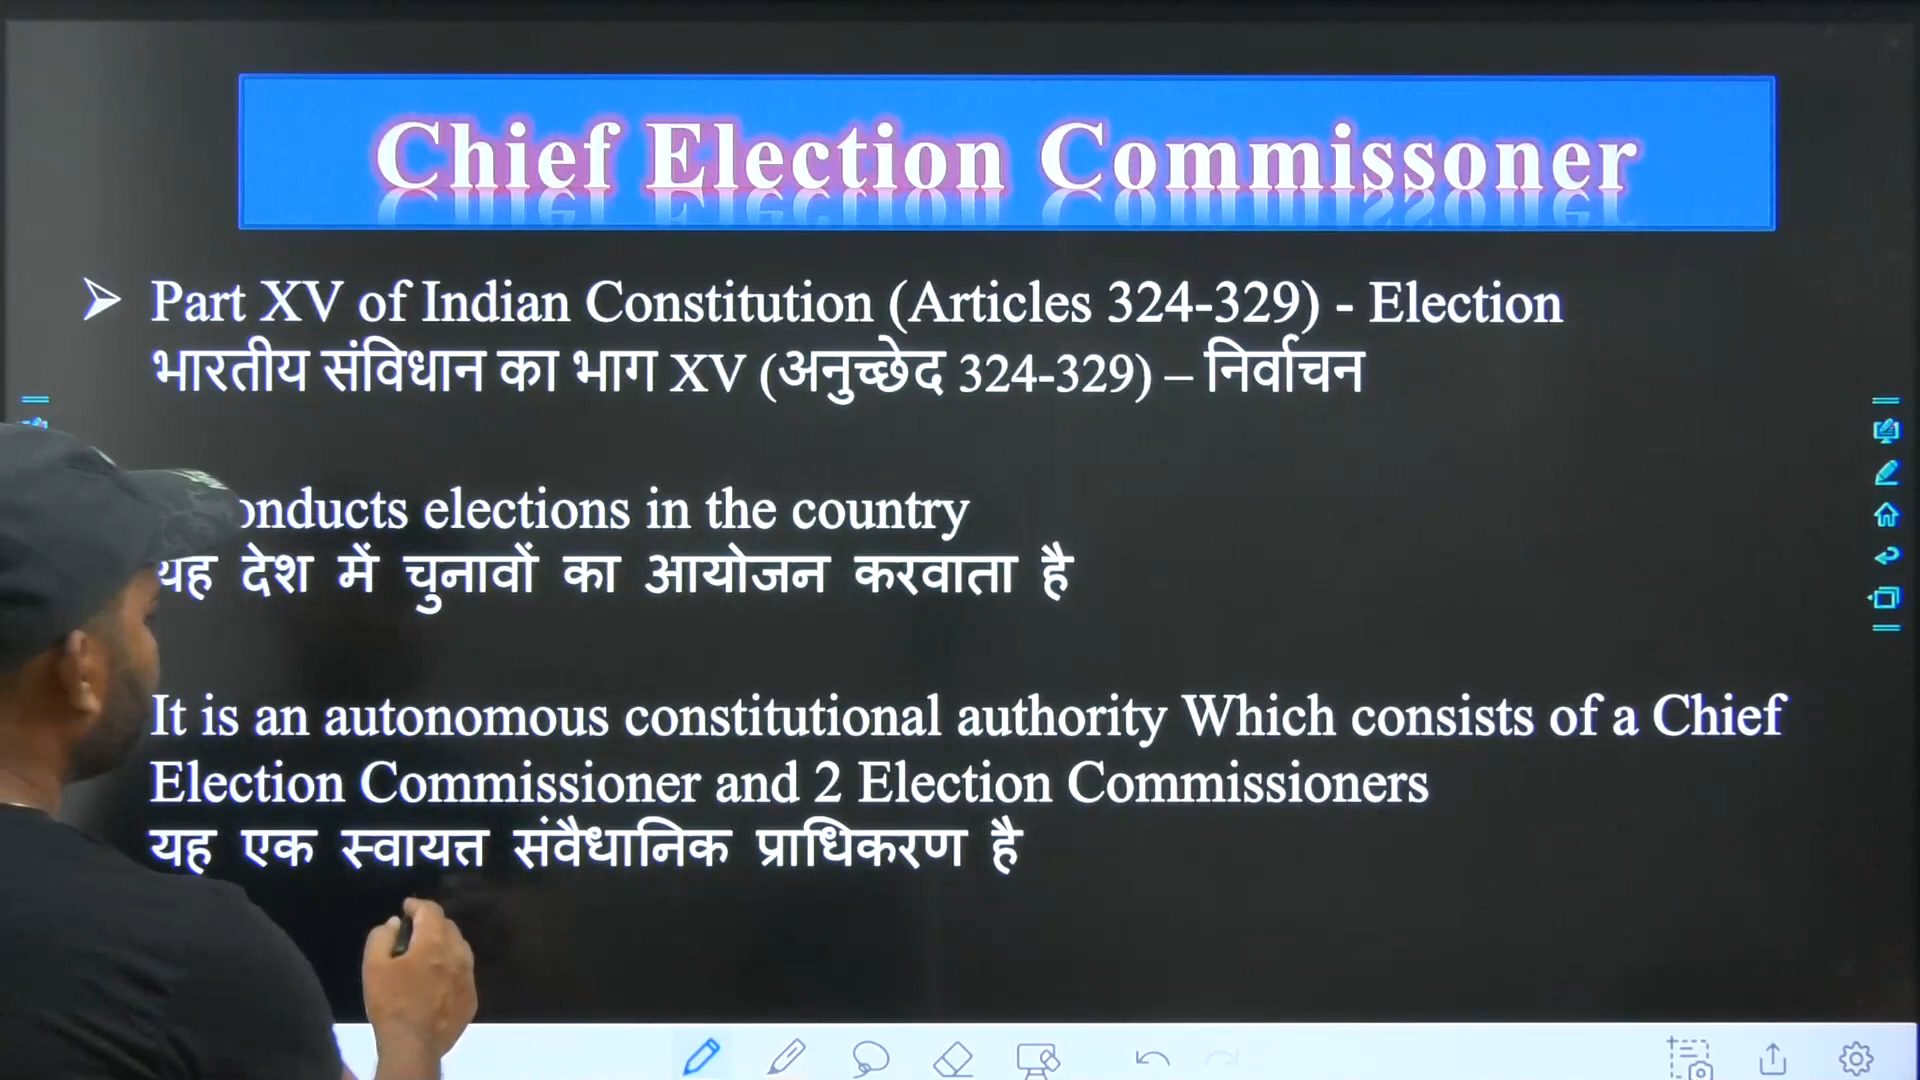 Chief Election Commissoner
Part XV of Indian Constitution (Articles 324-329) - Election
भारतीय संविधान का भाग XV (अनुच्छेद 324-329) – निर्वाचन
onducts elections in the country
यह देश में चुनावों का आयोजन करवाता है
It is an autonomous constitutional authority Which consists of a Chief
Election Commissioner and 2 Election Commissioners
यह एक स्वायत्त संवैधानिक प्राधिकरण है